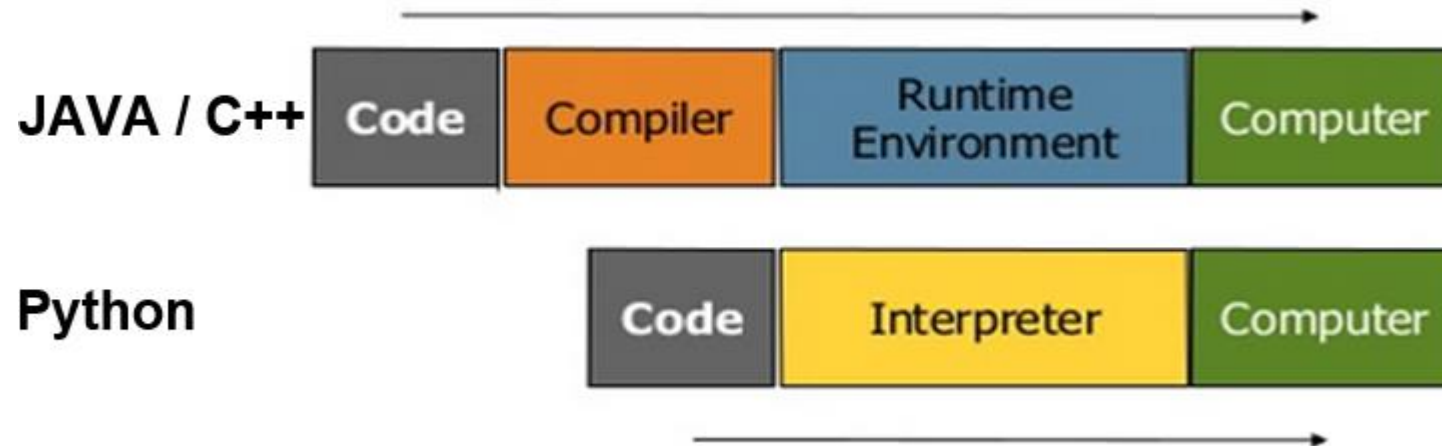 JAVA / C++ Code Compiler Runtime Environment Computer
Python Code Interpreter Computer